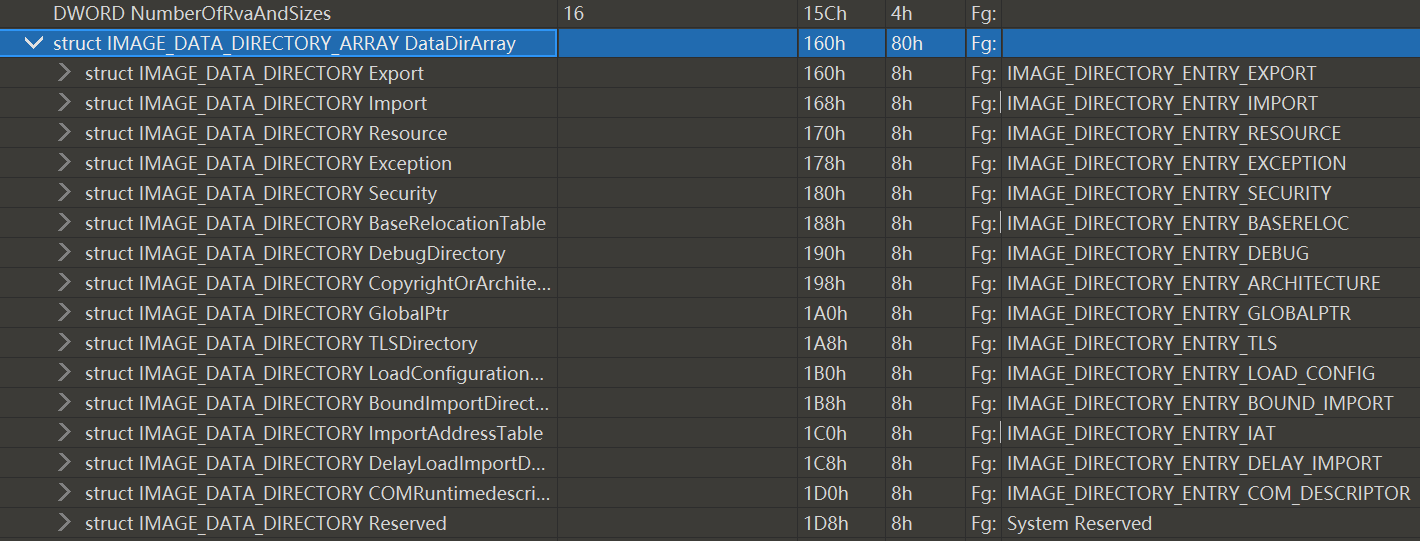 DWORD NumberOfRvaAndSizes 16 15Ch 4h Fg:
struct IMAGE_DATA_DIRECTORY_ARRAY DataDirArray 160h 80h Fg:
struct IMAGE_DATA_DIRECTORY Export 160h 8h Fg: IMAGE_DIRECTORY_ENTRY_EXPORT
struct IMAGE_DATA_DIRECTORY Import 168h 8h Fg: IMAGE_DIRECTORY_ENTRY_IMPORT
struct IMAGE_DATA_DIRECTORY Resource 170h 8h Fg: IMAGE_DIRECTORY_ENTRY_RESOURCE
struct IMAGE_DATA_DIRECTORY Exception 178h 8h Fg: IMAGE_DIRECTORY_ENTRY_EXCEPTION
struct IMAGE_DATA_DIRECTORY Security 180h 8h Fg: IMAGE_DIRECTORY_ENTRY_SECURITY
struct IMAGE_DATA_DIRECTORY BaseRelocationTable 188h 8h Fg: IMAGE_DIRECTORY_ENTRY_BASERELOC
struct IMAGE_DATA_DIRECTORY DebugDirectory 190h 8h Fg: IMAGE_DIRECTORY_ENTRY_DEBUG
struct IMAGE_DATA_DIRECTORY CopyrightOrArchite... 198h 8h Fg: IMAGE_DIRECTORY_ENTRY_ARCHITECTURE
struct IMAGE_DATA_DIRECTORY GlobalPtr 1A0h 8h Fg: IMAGE_DIRECTORY_ENTRY_GLOBALPTR
struct IMAGE_DATA_DIRECTORY TLSDirectory 1A8h 8h Fg: IMAGE_DIRECTORY_ENTRY_TLS
struct IMAGE_DATA_DIRECTORY LoadConfiguration... 1B0h 8h Fg: IMAGE_DIRECTORY_ENTRY_LOAD_CONFIG
struct IMAGE_DATA_DIRECTORY BoundImportDirect... 1B8h 8h Fg: IMAGE_DIRECTORY_ENTRY_BOUND_IMPORT
struct IMAGE_DATA_DIRECTORY ImportAddressTable 1C0h 8h Fg: IMAGE_DIRECTORY_ENTRY_IAT
struct IMAGE_DATA_DIRECTORY DelayLoadImportD... 1C8h 8h Fg: IMAGE_DIRECTORY_ENTRY_DELAY_IMPORT
struct IMAGE_DATA_DIRECTORY COMRuntimedescri... 1D0h 8h Fg: IMAGE_DIRECTORY_ENTRY_COM_DESCRIPTOR
struct IMAGE_DATA_DIRECTORY Reserved 1D8h 8h Fg: System Reserved